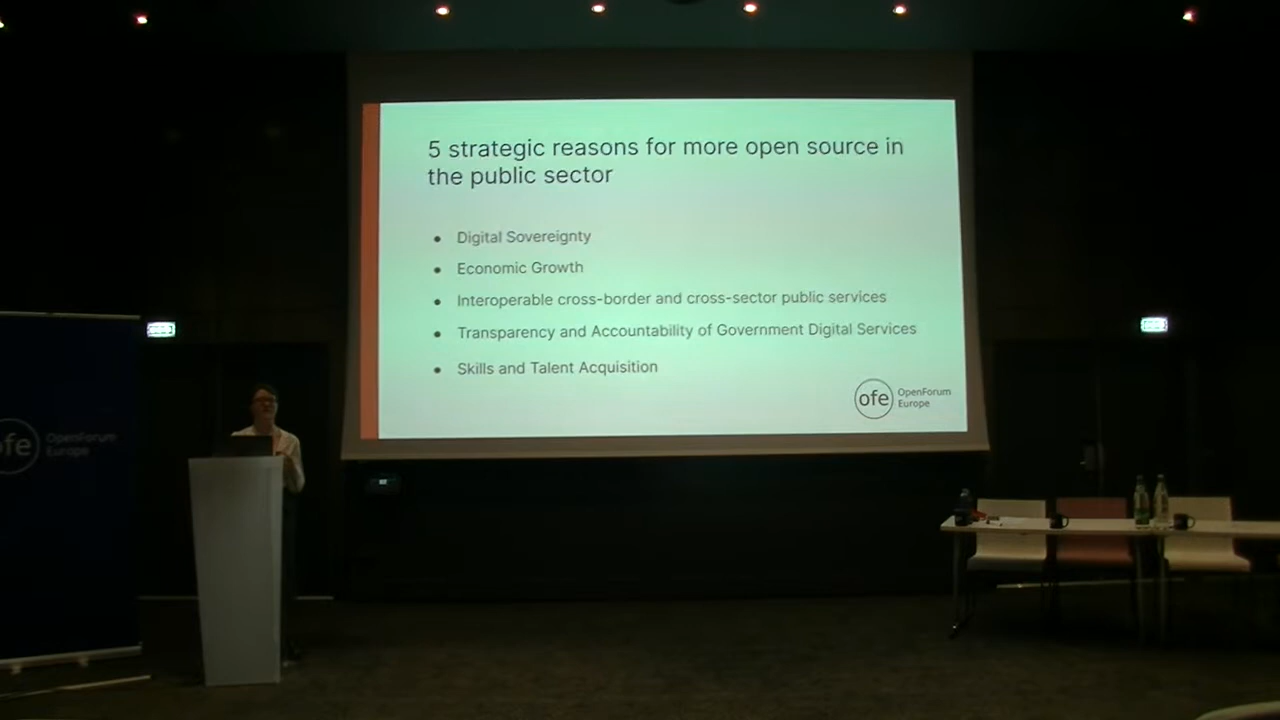 5 strategic reasons for more open source in
the public sector
● Digital Sovereignty
● Economic Growth
● Interoperable cross-border and cross-sector public services
● Transparency and Accountability of Government Digital Services
● Skills and Talent Acquisition
ofe OpenForum
Europe
ofe OpenForum
Europe